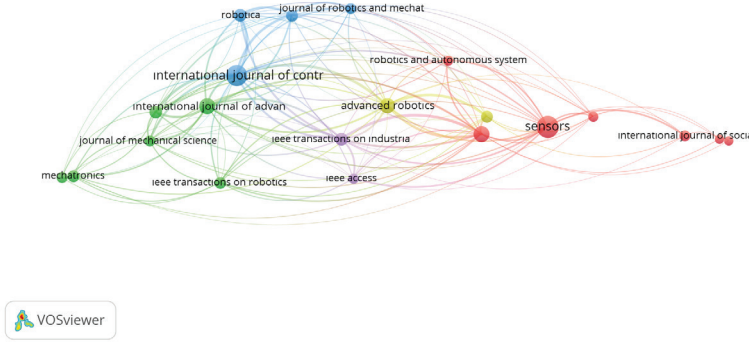 journal of robotics and mechat
robotica
robotics and autonomous system
international journal of contr
international journal of advan
advanced robotics
sensors
journal of mechanical science
ieee transactions on industria
international journal of socia
mechatronics
ieee transactions on robotics
ieee access
VOSviewer